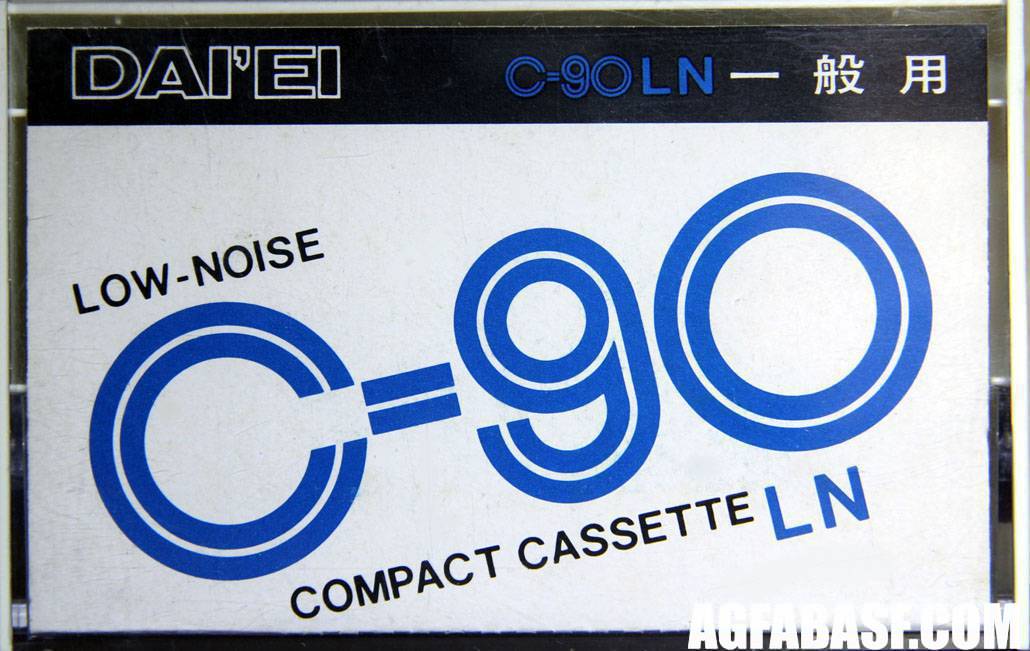 DAI'EI C-90 LN 一般用
LOW-NOISE
C-90
COMPACT CASSETTE LN
AGFABASF.COM